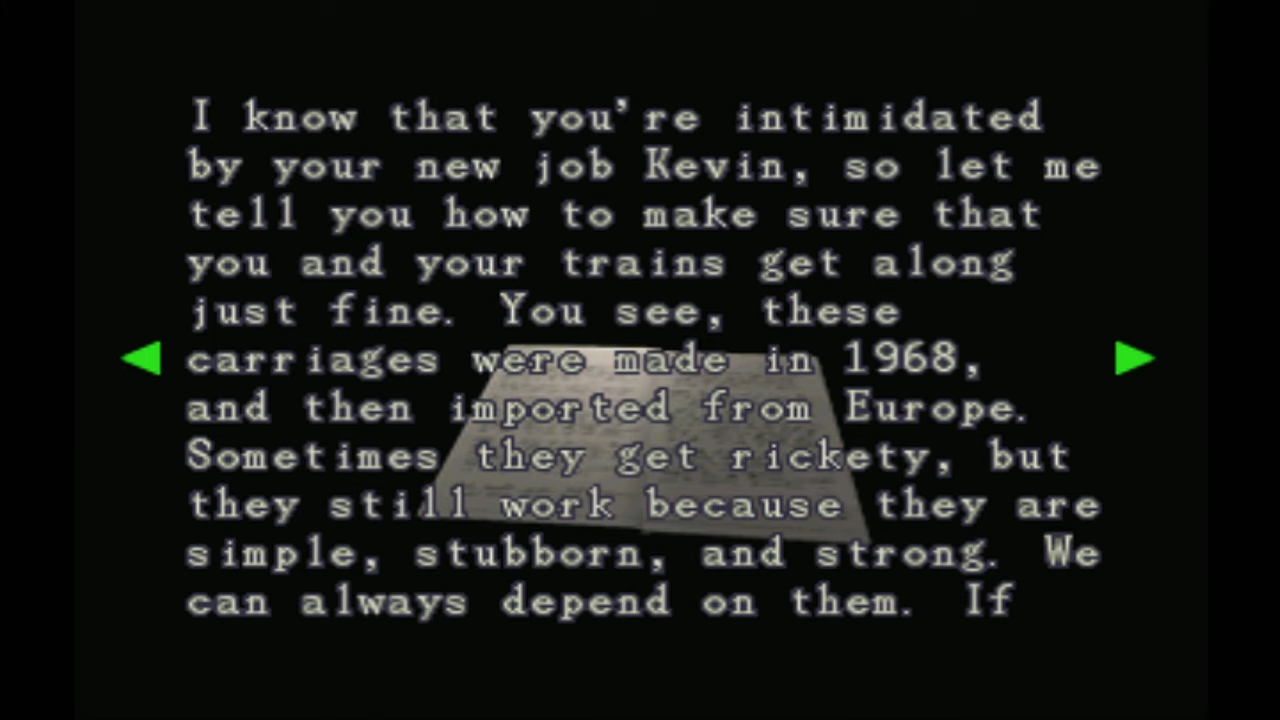 I know that you're intimidated
by your new job Kevin, so let me
tell you how to make sure that
you and your trains get along
just fine. You see, these
carriages were made in 1968,
and then imported from Europe.
Sometimes they get rickety, but
they still work because they are
simple, stubborn, and strong. We
can always depend on them. If